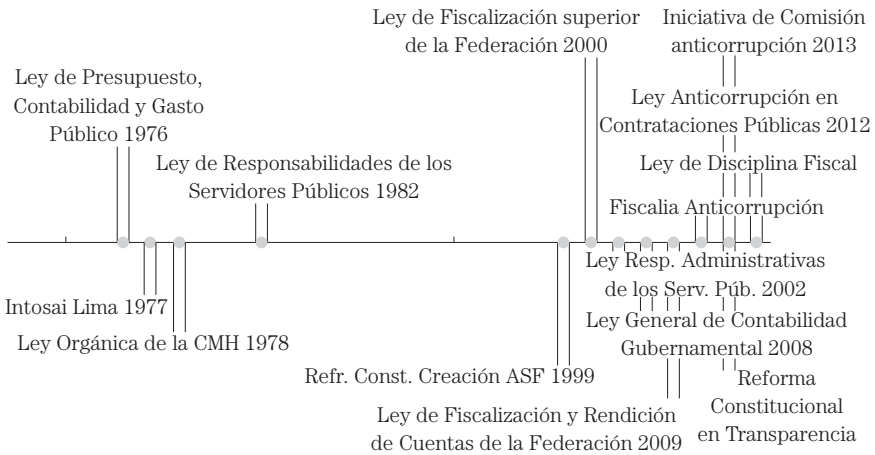 Ley de Fiscalización superior
de la Federación 2000
Iniciativa de Comisión
anticorrupción 2013
Ley de Presupuesto,
Contabilidad y Gasto
Público 1976
Ley Anticorrupción en
Contrataciones Públicas 2012
Ley de Responsabilidades de los
Servidores Públicos 1982
Ley de Disciplina Fiscal
Fiscalia Anticorrupción
Intosai Lima 1977
Ley Orgánica de la CMH 1978
Refr. Const. Creación ASF 1999
Ley Resp. Administrativas
de los Serv. Púb. 2002
Ley General de Contabilidad
Gubernamental 2008
Ley de Fiscalización y Rendición
de Cuentas de la Federación 2009
Reforma
Constitucional
en Transparencia